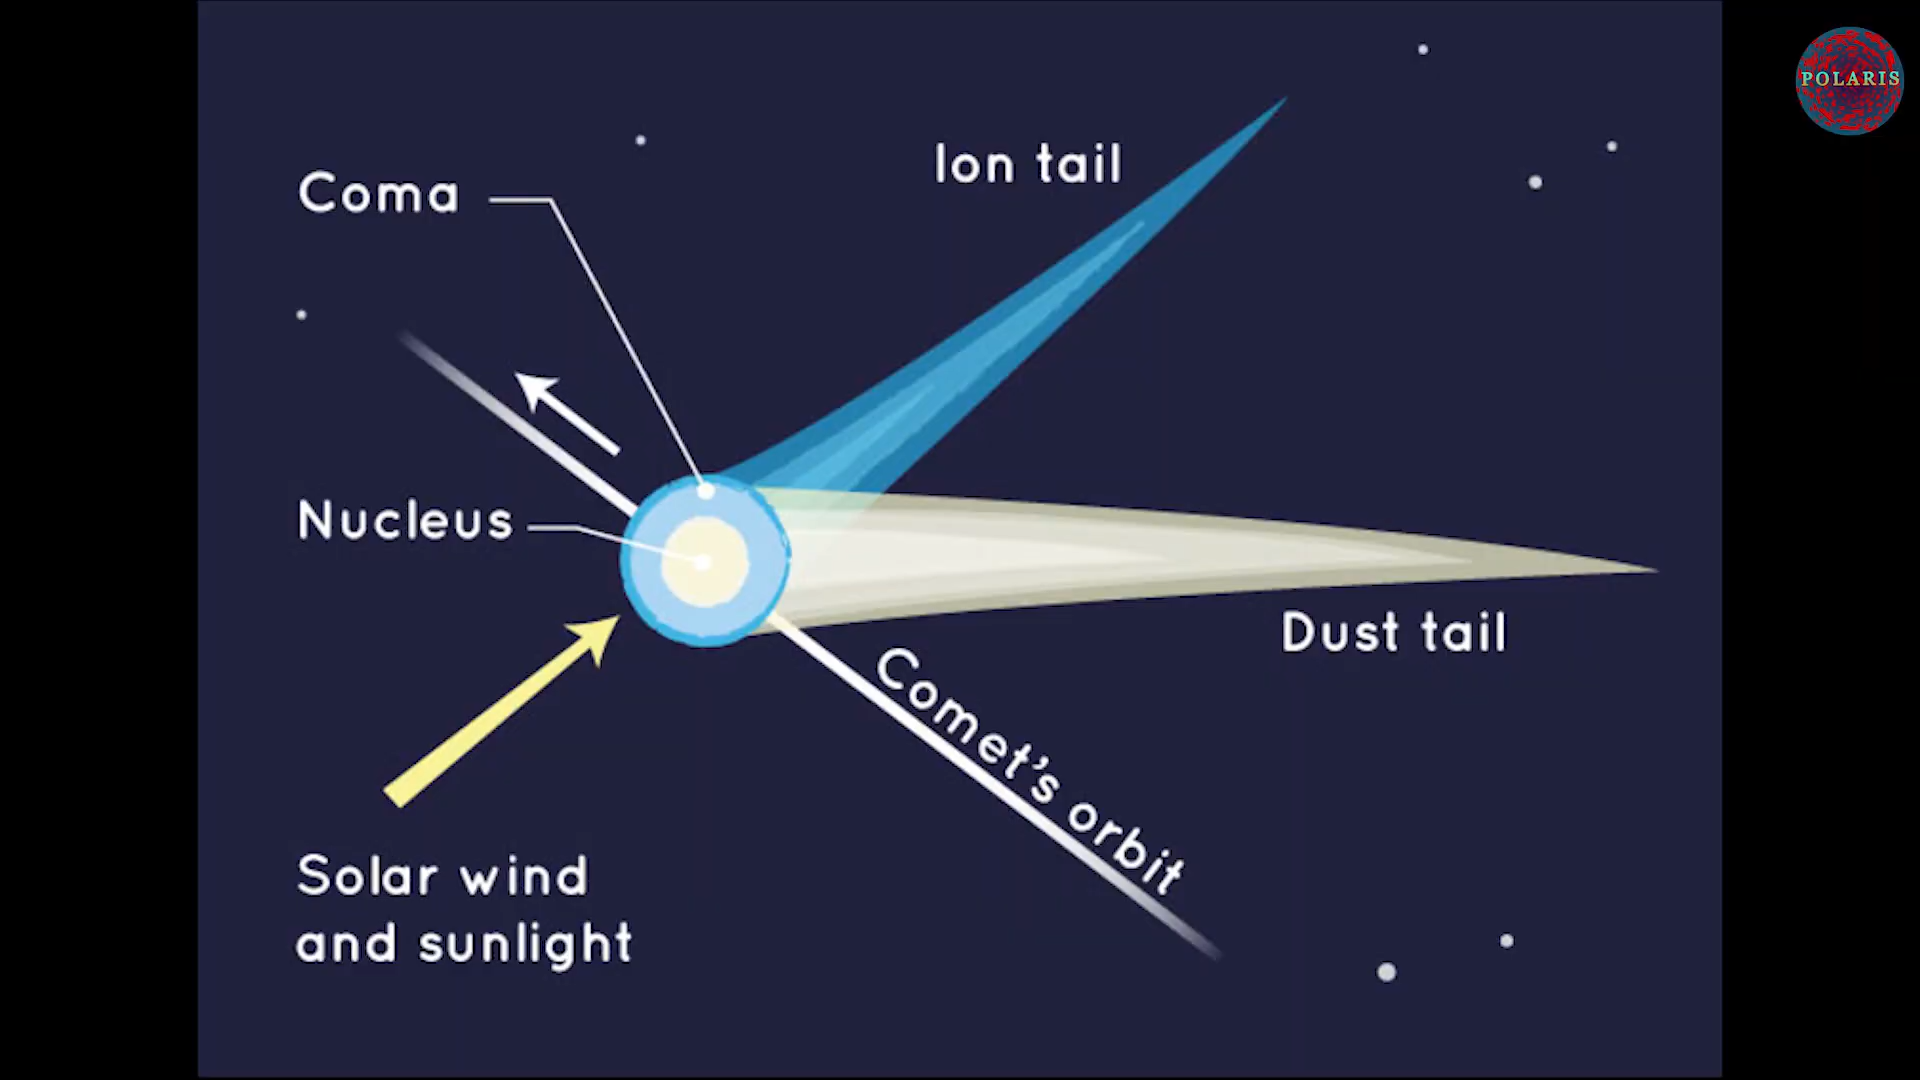 POLARIS
Ion tail
Coma
Nucleus
Dust tail
Comet's orbit
Solar wind
and sunlight